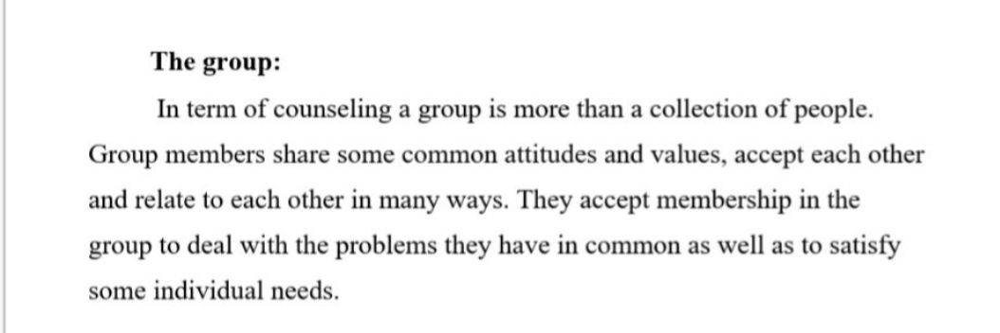 The group:
In term of counseling a group is more than a collection of people.
Group members share some common attitudes and values, accept each other
and relate to each other in many ways. They accept membership in the
group to deal with the problems they have in common as well as to satisfy
some individual needs.